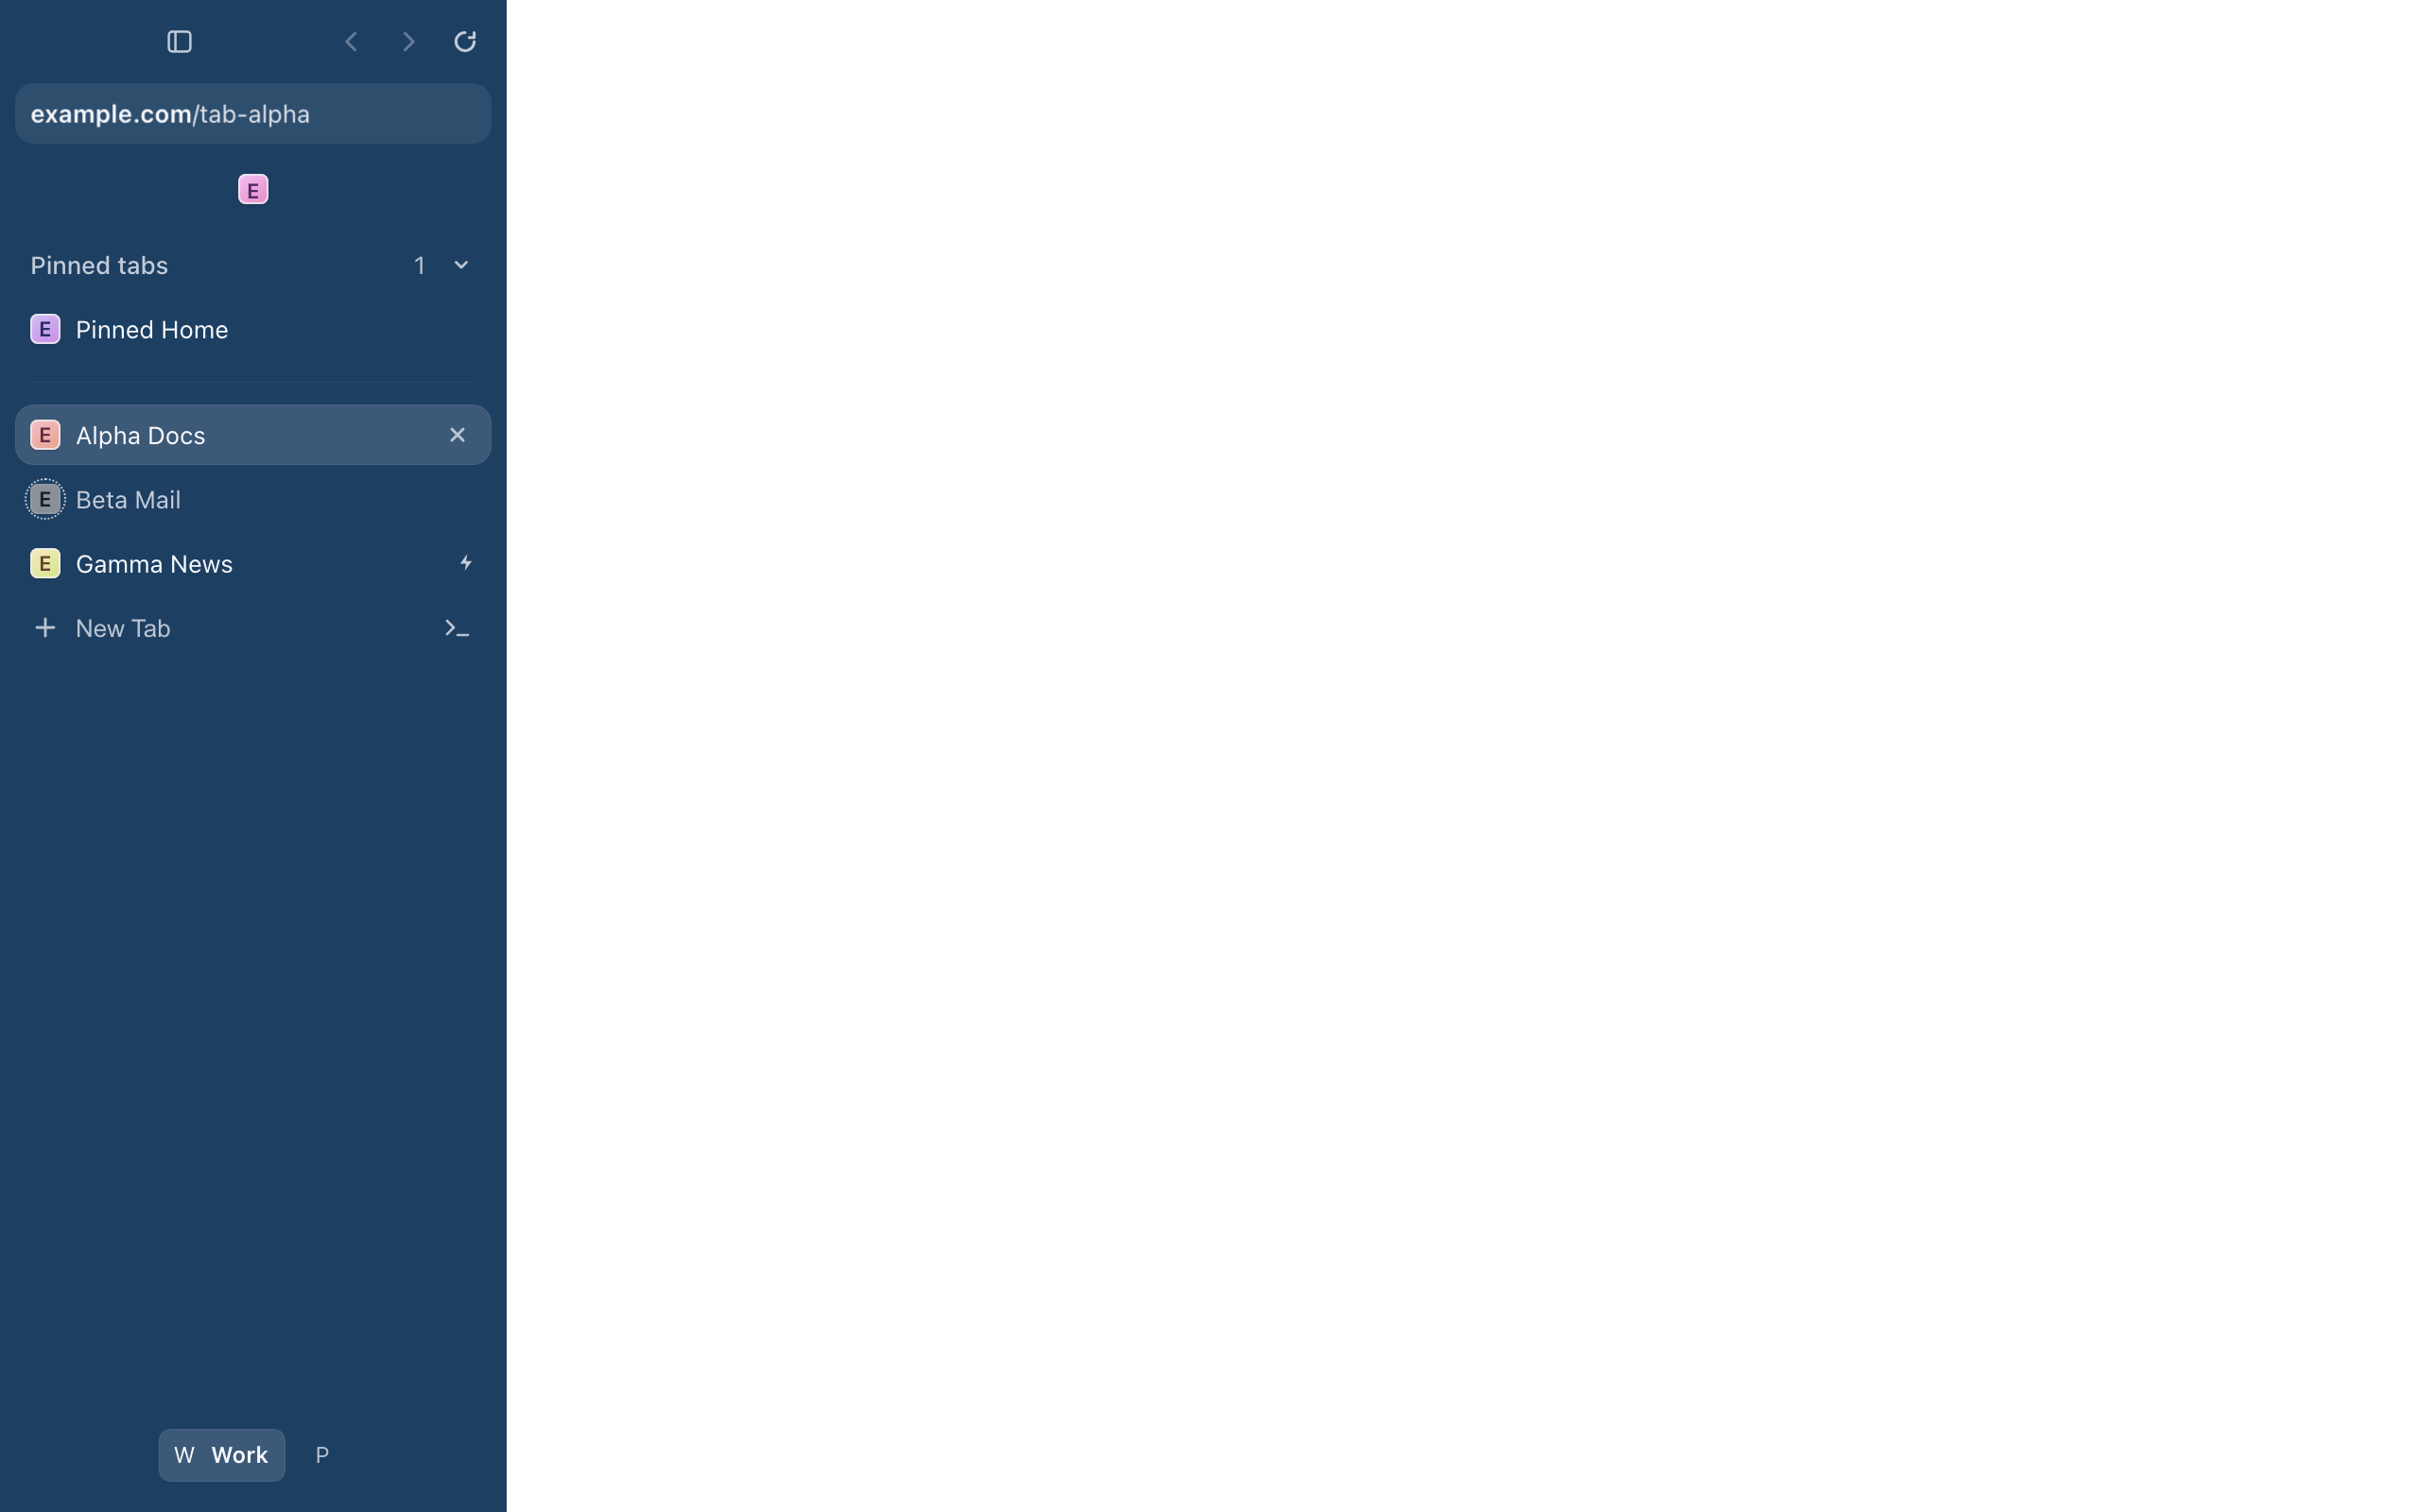 example.com/tab-alpha
E
Pinned tabs 1
E Pinned Home
E Alpha Docs
E Beta Mail
E Gamma News
New Tab
W Work P